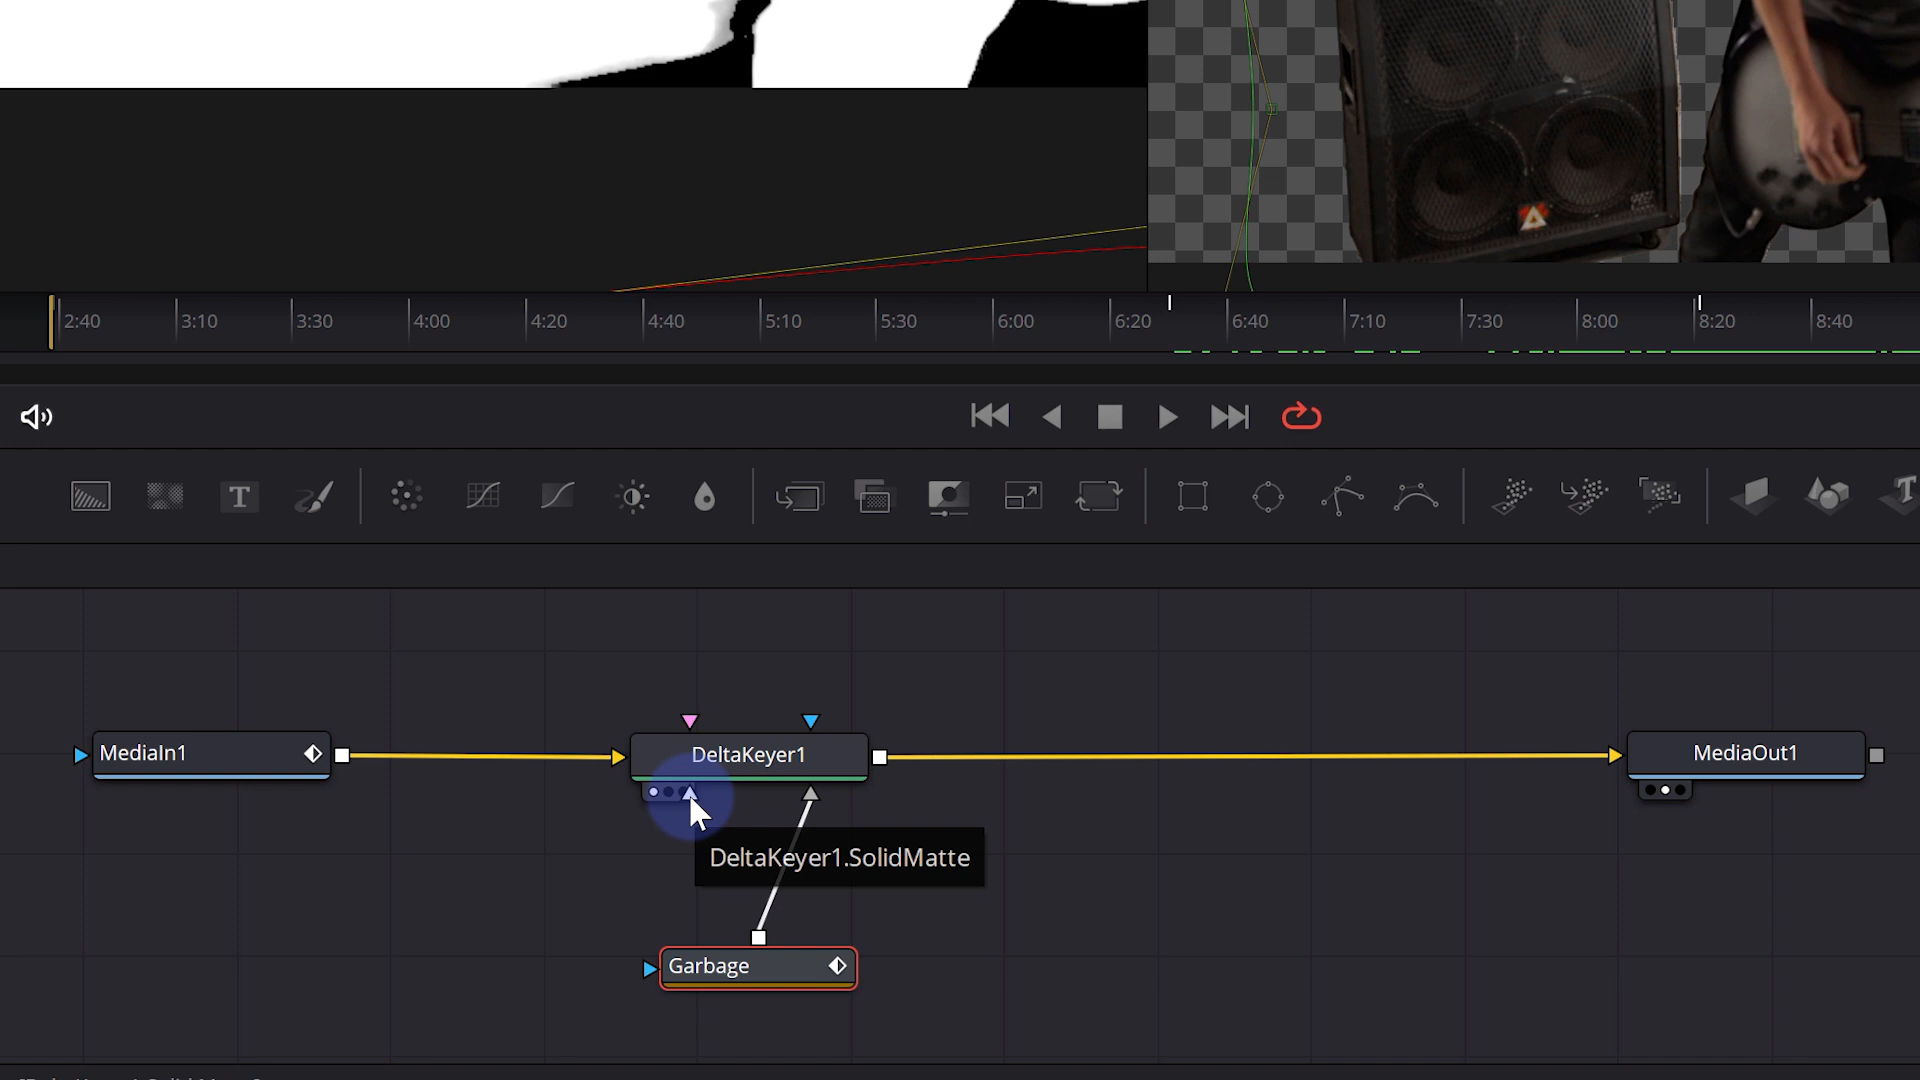 2:40
3:10
3:30
4:00
4:20
4:40
5:10
5:30
6:00
6:20
6:40
7:10
7:30
8:00
8:20
8:40
T
T
MediaIn1
DeltaKeyer1
MediaOut1
DeltaKeyer1.SolidMatte
Garbage